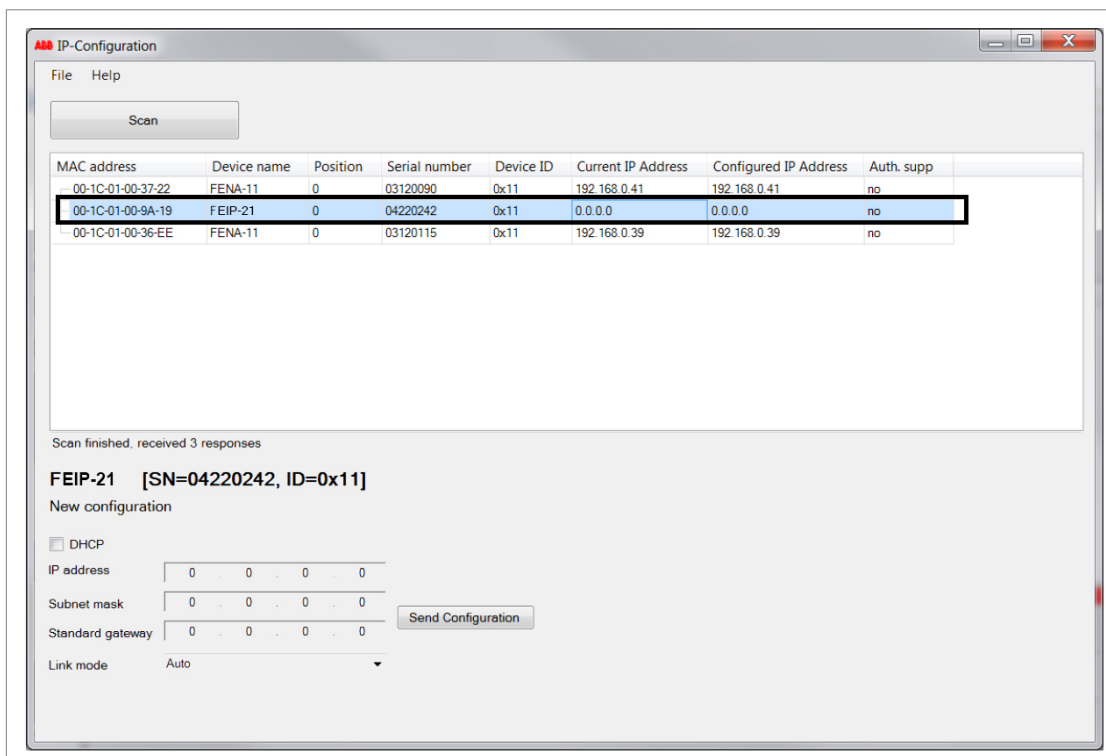 ABB IP-Configuration
File Help
Scan
MAC address Device name Position Serial number Device ID Current IP Address Configured IP Address Auth. supp
00-1C-01-00-37-22 FENA-11 0 03120090 0x11 192.168.0.41 192.168.0.41 no
00-1C-01-00-9A-19 FEIP-21 0 04220242 0x11 0.0.0.0 0.0.0.0 no
00-1C-01-00-36-EE FENA-11 0 03120115 0x11 192.168.0.39 192.168.0.39 no
Scan finished, received 3 responses
FEIP-21 [SN=04220242, ID=0x11]
New configuration
DHCP
IP address 0 . 0 . 0 . 0
Subnet mask 0 . 0 . 0 . 0
Send Configuration
Standard gateway 0 . 0 . 0 . 0
Link mode Auto